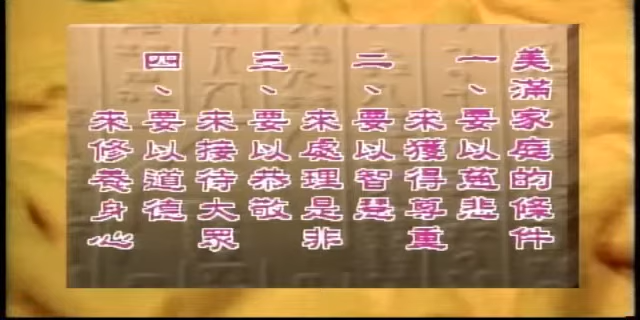 美滿家庭的條件
一、要以慈悲
來獲得尊重
二、要以智慧
來處理是非
三、要以恭敬
來接待大眾
四、要以道德
來修養身心